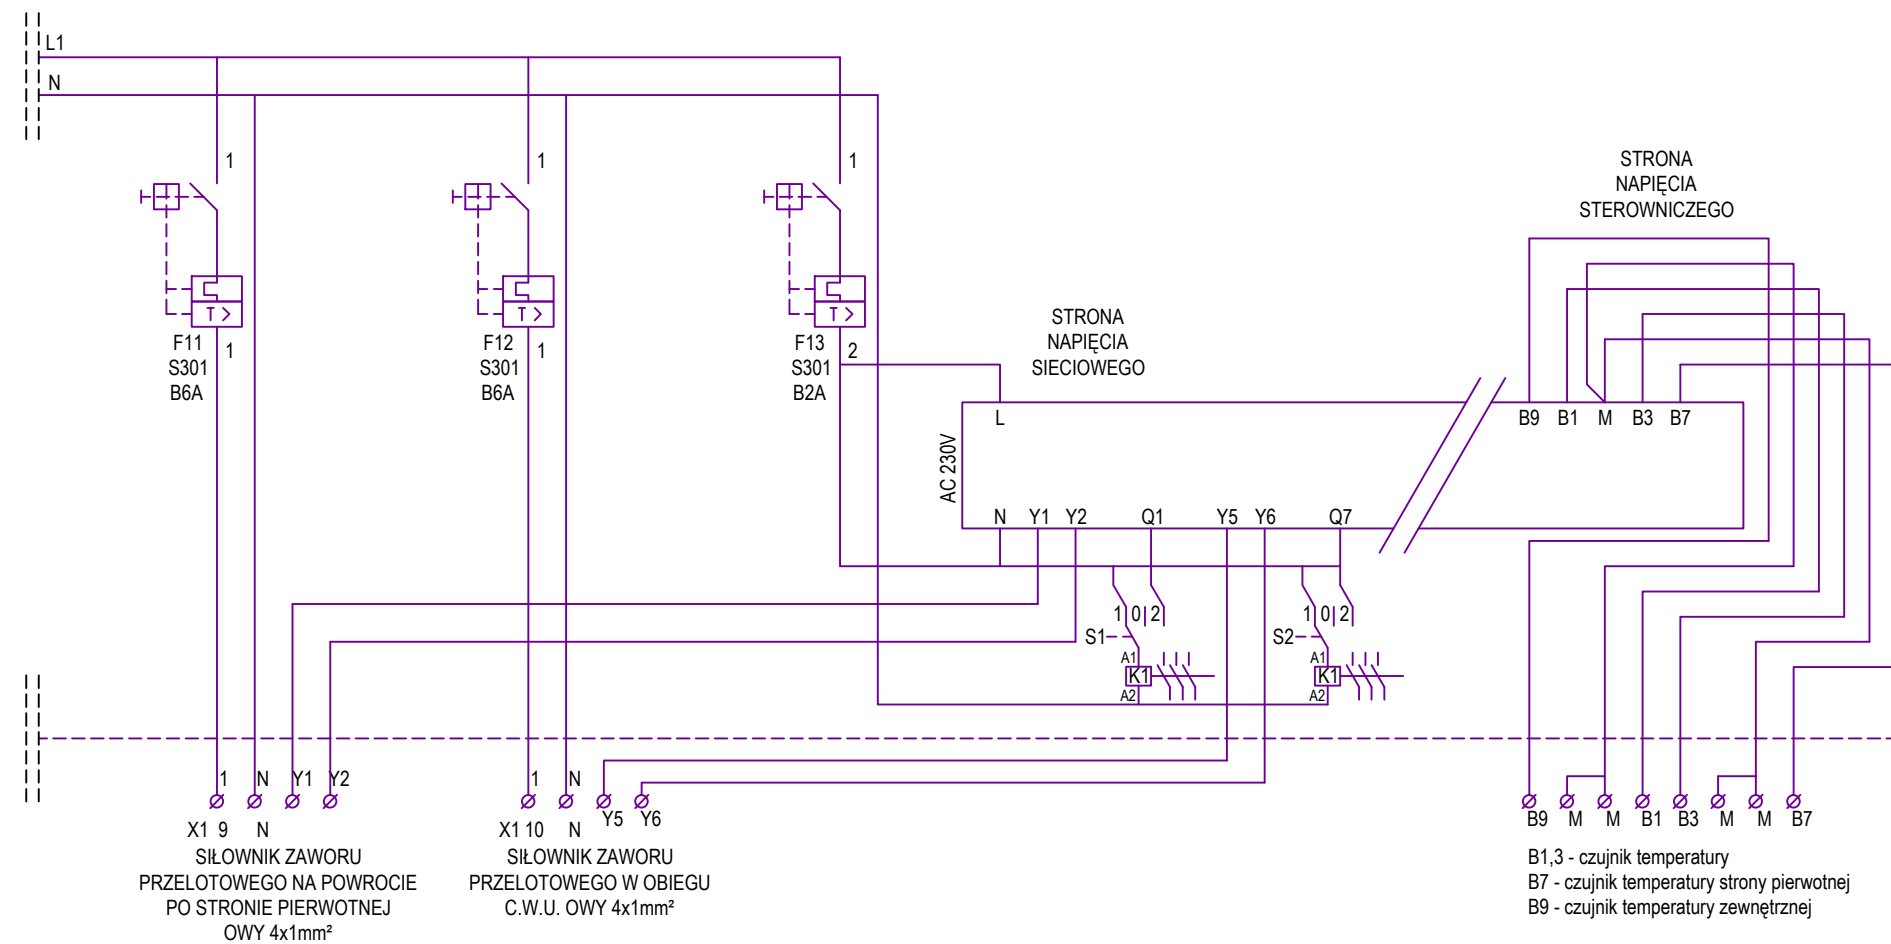 L1
N
1
1
1
F11
S301
B6A
1
F12
S301
B6A
1
F13
S301
B2A
2
STRONA
NAPIĘCIA
SIECIOWEGO
STRONA
NAPIĘCIA
STEROWNICZEGO
AC 230V
L
B9 B1 M B3 B7
N Y1 Y2 Q1 Y5 Y6 Q7
1 0 2
S1
A1
K1
A2
1 0 2
S2
A1
K1
A2
T >
T >
T >
1 N Y1 Y2
X1 9 N
SIŁOWNIK ZAWORU
PRZELOTOWEGO NA POWROCIE
PO STRONIE PIERWOTNEJ
OWY 4x1mm²
1 N Y5 Y6
X1 10 N
SIŁOWNIK ZAWORU
PRZELOTOWEGO W OBIEGU
C.W.U. OWY 4x1mm²
B9 M M B1 B3 M M B7
B1,3 - czujnik temperatury
B7 - czujnik temperatury strony pierwotnej
B9 - czujnik temperatury zewnętrznej